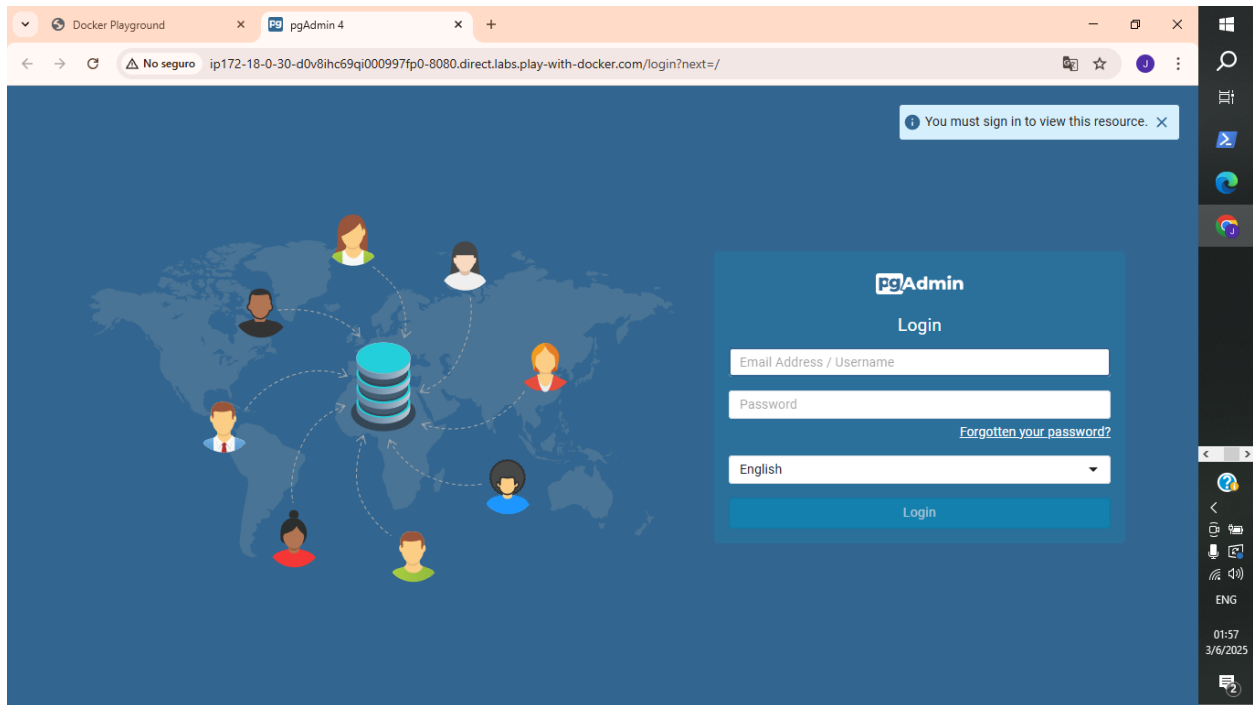 Docker Playground
pgAdmin 4
No seguro
ip172-18-0-30-d0v8ihc69qi000997fp0-8080.direct.labs.play-with-docker.com/login?next=/
J
You must sign in to view this resource.
pgAdmin
Login
Email Address / Username
Password
Forgotten your password?
English
Login
J
ENG
01:57
3/6/2025
2